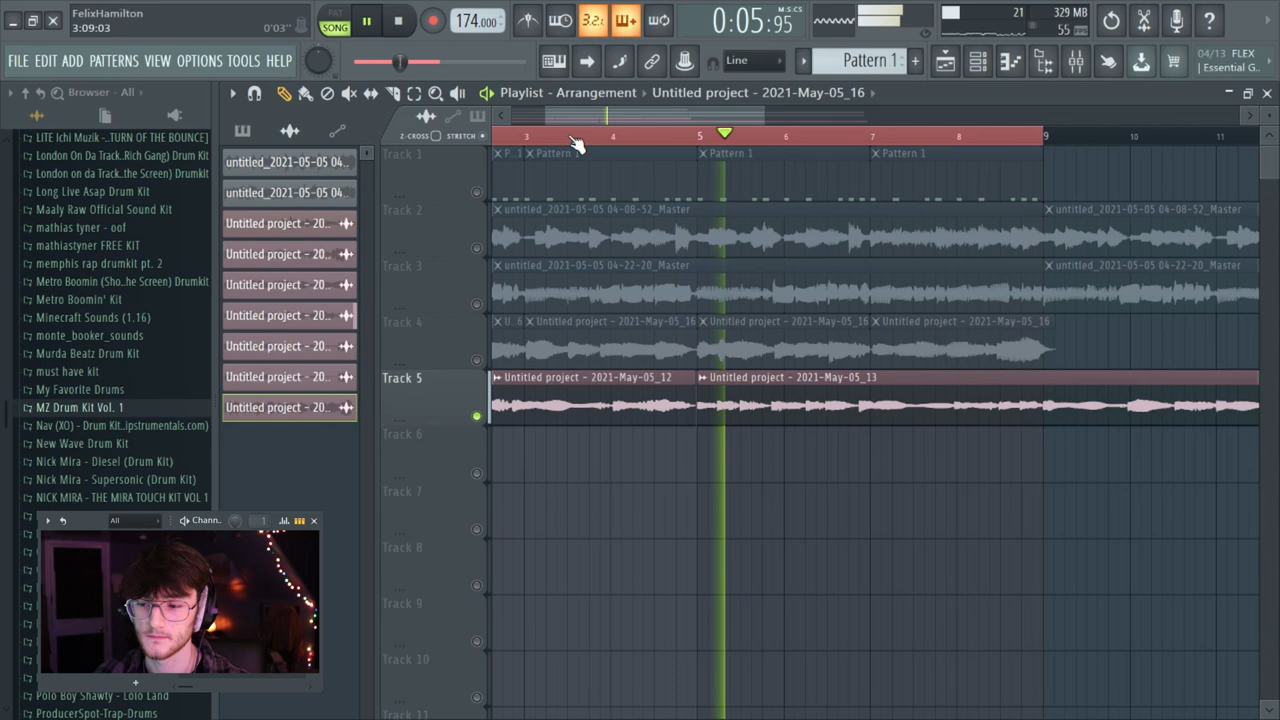 FelixHamilton
3:09:03
0'03''
PAT
SONG
174.000
3.2.
0:05:95
M:S:CS
21
329 MB
55
FILE EDIT ADD PATTERNS VIEW OPTIONS TOOLS HELP
Line
Pattern 1
04/13 FLEX
| Essential G..
Browser - All
Playlist - Arrangement
Untitled project - 2021-May-05_16
Z-CROSS
STRETCH
3
4
5
6
7
8
9
10
11
LITE Ichi Muzik -..TURN OF THE BOUNCE]
London On Da Track..Rich Gang) Drum Kit
London on Da Track..the Screen) Drumkit
Long Live Asap Drum Kit
Maaly Raw Official Sound Kit
mathias tyner - oof
mathiastyner FREE KIT
memphis rap drumkit pt. 2
Metro Boomin (Sho..he Screen) Drumkit
Metro Boomin' Kit
Minecraft Sounds (1.16)
monte_booker_sounds
Murda Beatz Drum Kit
must have kit
My Favorite Drums
MZ Drum Kit Vol. 1
Nav (XO) - Drum Kit..ipstrumentals.com)
New Wave Drum Kit
Nick Mira - Diesel (Drum Kit)
Nick Mira - Supersonic (Drum Kit)
NICK MIRA - THE MIRA TOUCH KIT VOL 1
Polo Boy Shawty - Lolo Land
ProducerSpot-Trap-Drums
untitled_2021-05-05 04..
untitled_2021-05-05 04..
Untitled project - 20..
Untitled project - 20..
Untitled project - 20..
Untitled project - 20..
Untitled project - 20..
Untitled project - 20..
Untitled project - 20..
Track 1
P..1
Pattern 1
Pattern 1
Pattern 1
Track 2
untitled_2021-05-05 04-08-52_Master
untitled_2021-05-05 04-08-52_Master
Track 3
untitled_2021-05-05 04-22-20_Master
untitled_2021-05-05 04-22-20_Master
Track 4
U..6
Untitled project - 2021-May-05_16
Untitled project - 2021-May-05_16
Untitled project - 2021-May-05_16
Track 5
Untitled project - 2021-May-05_12
Untitled project - 2021-May-05_13
Track 6
Track 7
Track 8
Track 9
Track 10
Track 11
All
Chann..
1